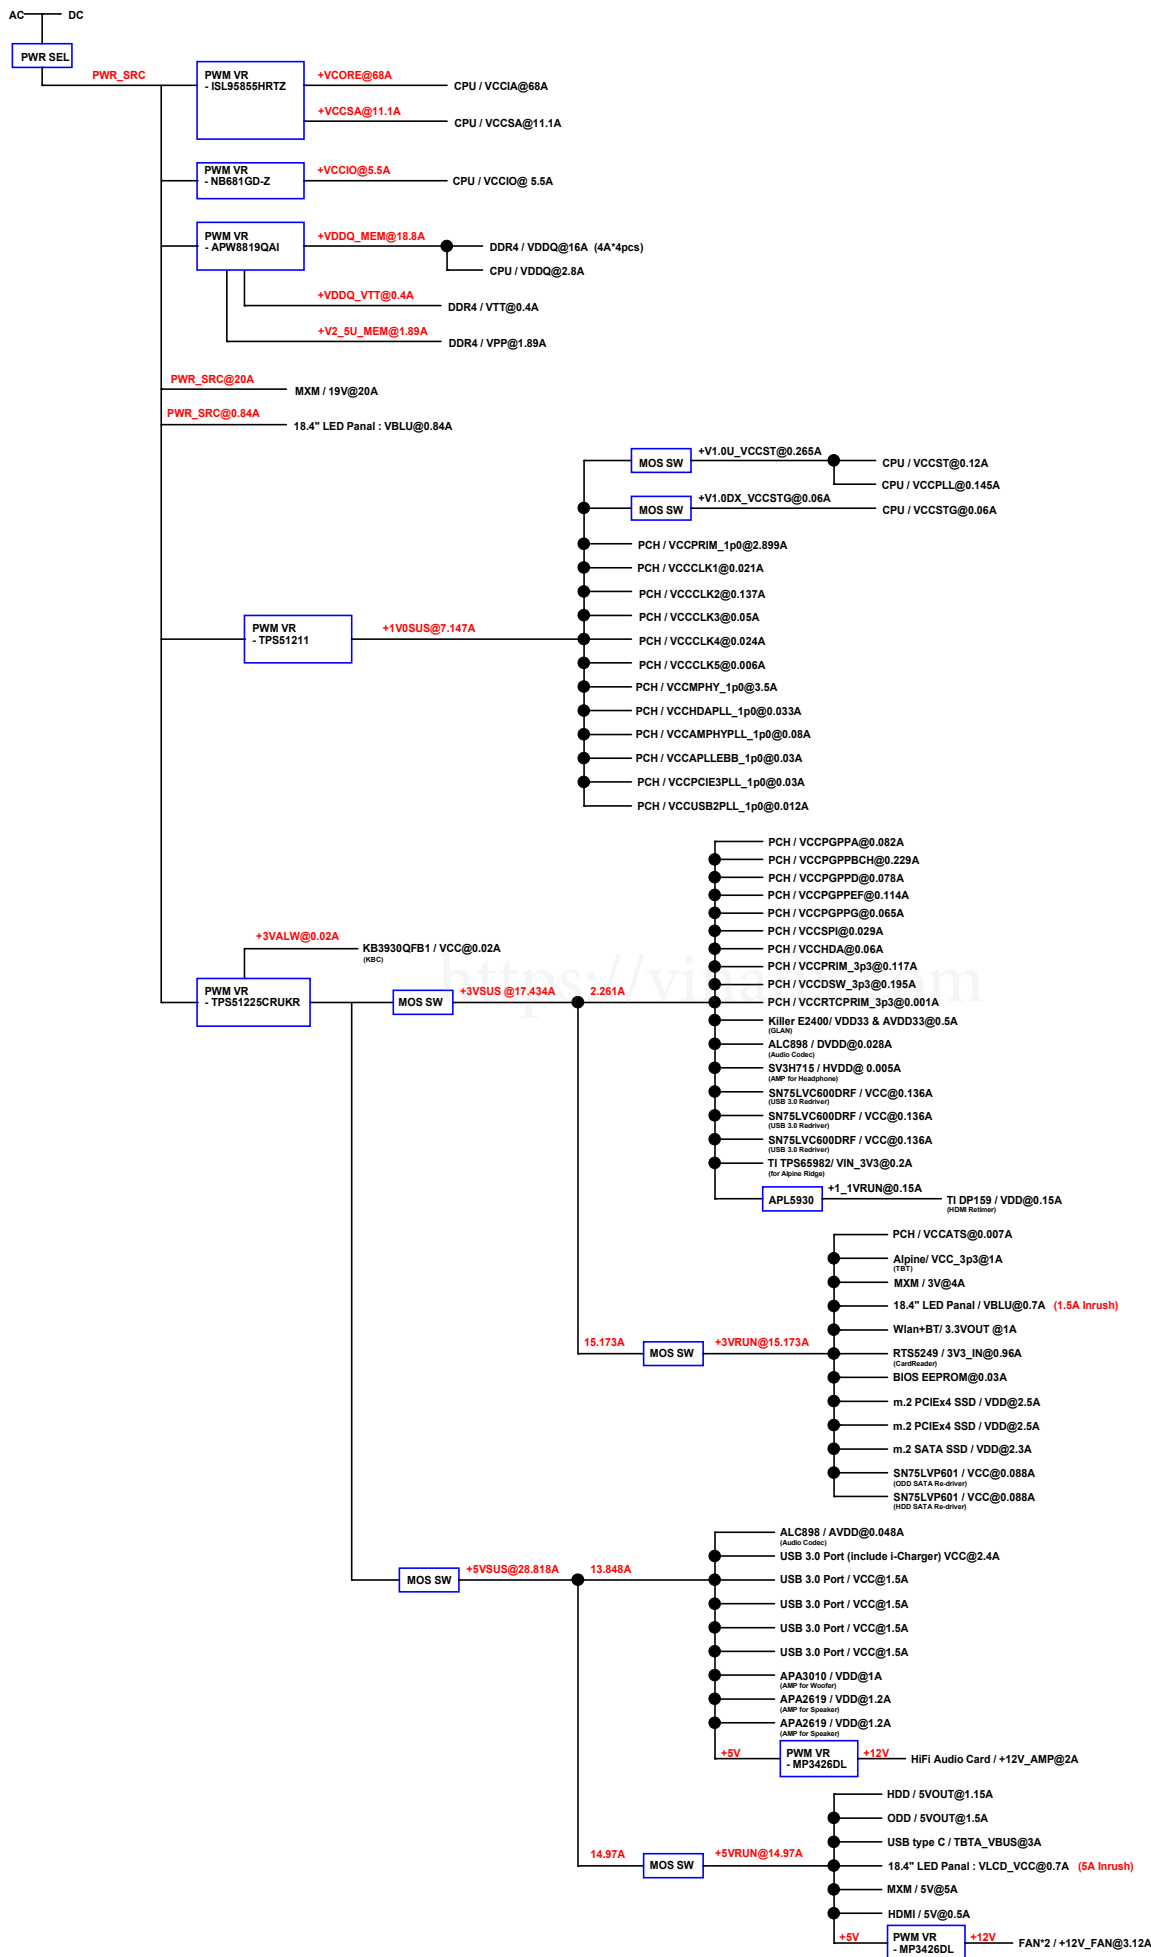 AC DC
PWR SEL
PWR_SRC
PWM VR
- ISL95855HRTZ
+VCORE@68A
CPU / VCCIA@68A
+VCCSA@11.1A
CPU / VCCSA@11.1A
PWM VR
- NB681GD-Z
+VCCIO@5.5A
CPU / VCCIO@ 5.5A
PWM VR
- APW8819QAI
+VDDQ_MEM@18.8A
DDR4 / VDDQ@16A (4A*4pcs)
CPU / VDDQ@2.8A
+VDDQ_VTT@0.4A
DDR4 / VTT@0.4A
+V2_5U_MEM@1.89A
DDR4 / VPP@1.89A
PWR_SRC@20A
MXM / 19V@20A
PWR_SRC@0.84A
18.4" LED Panal : VBLU@0.84A
MOS SW
+V1.0U_VCCST@0.265A
CPU / VCCST@0.12A
CPU / VCCPLL@0.145A
MOS SW
+V1.0DX_VCCSTG@0.06A
CPU / VCCSTG@0.06A
PCH / VCCPRIM_1p0@2.899A
PCH / VCCCLK1@0.021A
PCH / VCCCLK2@0.137A
PCH / VCCCLK3@0.05A
PWM VR
- TPS51211
+1V0SUS@7.147A
PCH / VCCCLK4@0.024A
PCH / VCCCLK5@0.006A
PCH / VCCMPHY_1p0@3.5A
PCH / VCCHDAPLL_1p0@0.033A
PCH / VCCAMPHYPLL_1p0@0.08A
PCH / VCCAPLLEBB_1p0@0.03A
PCH / VCCPCIE3PLL_1p0@0.03A
PCH / VCCUSB2PLL_1p0@0.012A
PCH / VCCPGPPA@0.082A
PCH / VCCPGPPBCH@0.229A
PCH / VCCPGPPD@0.078A
PCH / VCCPGPPEF@0.114A
PCH / VCCPGPPG@0.065A
PCH / VCCSPI@0.029A
+3VALW@0.02A
KB3930QFB1 / VCC@0.02A
(KBC)
PCH / VCCHDA@0.06A
PCH / VCCPRIM_3p3@0.117A
PCH / VCCDSW_3p3@0.195A
PWM VR
- TPS51225CRUKR
MOS SW
+3VSUS @17.434A
2.261A
PCH / VCCRTCPRIM_3p3@0.001A
Killer E2400/ VDD33 & AVDD33@0.5A
(GLAN)
ALC898 / DVDD@0.028A
(Audio Codec)
SV3H715 / HVDD@ 0.005A
(AMP for Headphone)
SN75LVC600DRF / VCC@0.136A
(USB 3.0 Redriver)
SN75LVC600DRF / VCC@0.136A
(USB 3.0 Redriver)
SN75LVC600DRF / VCC@0.136A
(USB 3.0 Redriver)
TI TPS65982/ VIN_3V3@0.2A
(for Alpine Ridge)
APL5930
+1_1VRUN@0.15A
TI DP159 / VDD@0.15A
(HDMI Retimer)
PCH / VCCATS@0.007A
Alpine/ VCC_3p3@1A
(TBT)
MXM / 3V@4A
18.4" LED Panal / VBLU@0.7A (1.5A Inrush)
Wlan+BT/ 3.3VOUT @1A
15.173A
MOS SW
+3VRUN@15.173A
RTS5249 / 3V3_IN@0.96A
(CardReader)
BIOS EEPROM@0.03A
m.2 PCIEx4 SSD / VDD@2.5A
m.2 PCIEx4 SSD / VDD@2.5A
m.2 SATA SSD / VDD@2.3A
SN75LVP601 / VCC@0.088A
(ODD SATA Re-driver)
SN75LVP601 / VCC@0.088A
(HDD SATA Re-driver)
ALC898 / AVDD@0.048A
(Audio Codec)
USB 3.0 Port (include i-Charger) VCC@2.4A
MOS SW
+5VSUS@28.818A
13.848A
USB 3.0 Port / VCC@1.5A
USB 3.0 Port / VCC@1.5A
USB 3.0 Port / VCC@1.5A
USB 3.0 Port / VCC@1.5A
APA3010 / VDD@1A
(AMP for Woofer)
APA2619 / VDD@1.2A
(AMP for Speaker)
APA2619 / VDD@1.2A
(AMP for Speaker)
+5V
PWM VR
- MP3426DL
+12V
HiFi Audio Card / +12V_AMP@2A
HDD / 5VOUT@1.15A
ODD / 5VOUT@1.5A
USB type C / TBTA_VBUS@3A
14.97A
MOS SW
+5VRUN@14.97A
18.4" LED Panal : VLCD_VCC@0.7A (5A Inrush)
MXM / 5V@5A
HDMI / 5V@0.5A
+5V
PWM VR
- MP3426DL
+12V
FAN*2 / +12V_FAN@3.12A